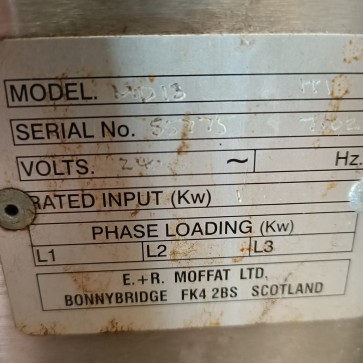 MODEL.
SERIAL No.
VOLTS. ~ Hz.
RATED INPUT (Kw)
PHASE LOADING (Kw)
L1 L2 L3
E.+R. MOFFAT LTD.
BONNYBRIDGE FK4 2BS SCOTLAND